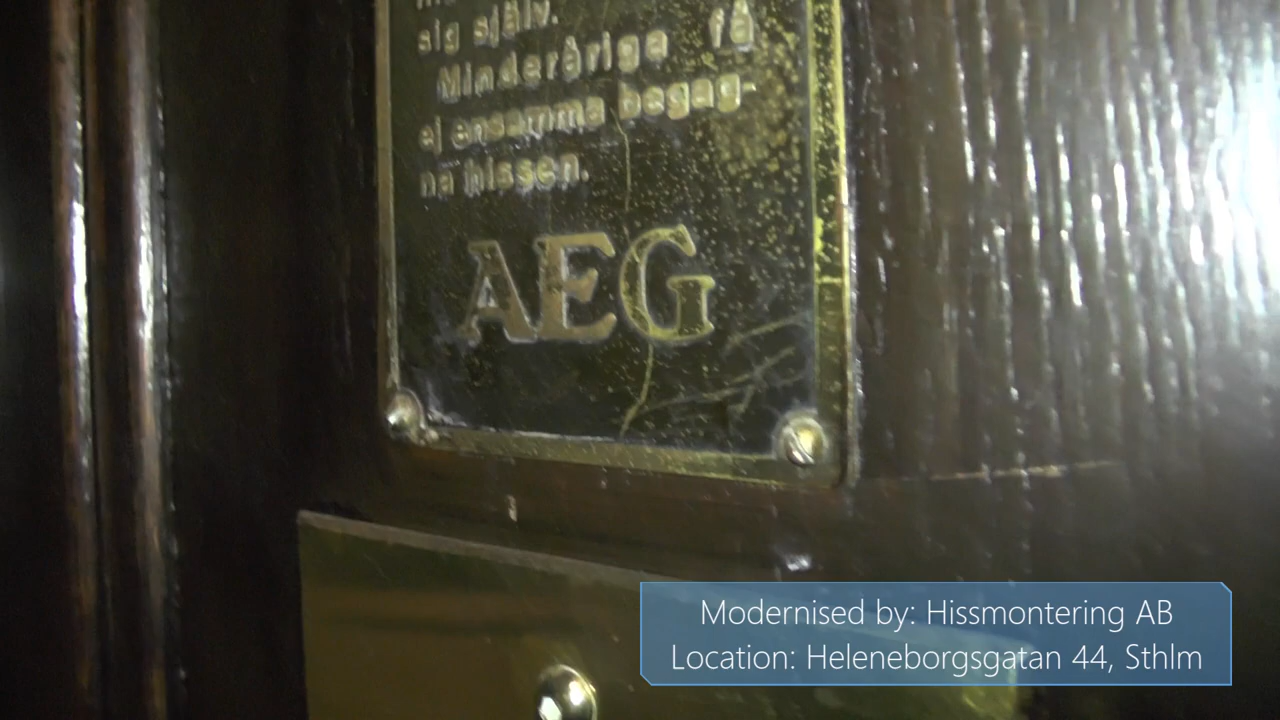 sig själv.
Minderåriga få
ej ensamma begag-
na hissen.
AEG
Modernised by: Hissmontering AB
Location: Heleneborgsgatan 44, Sthlm